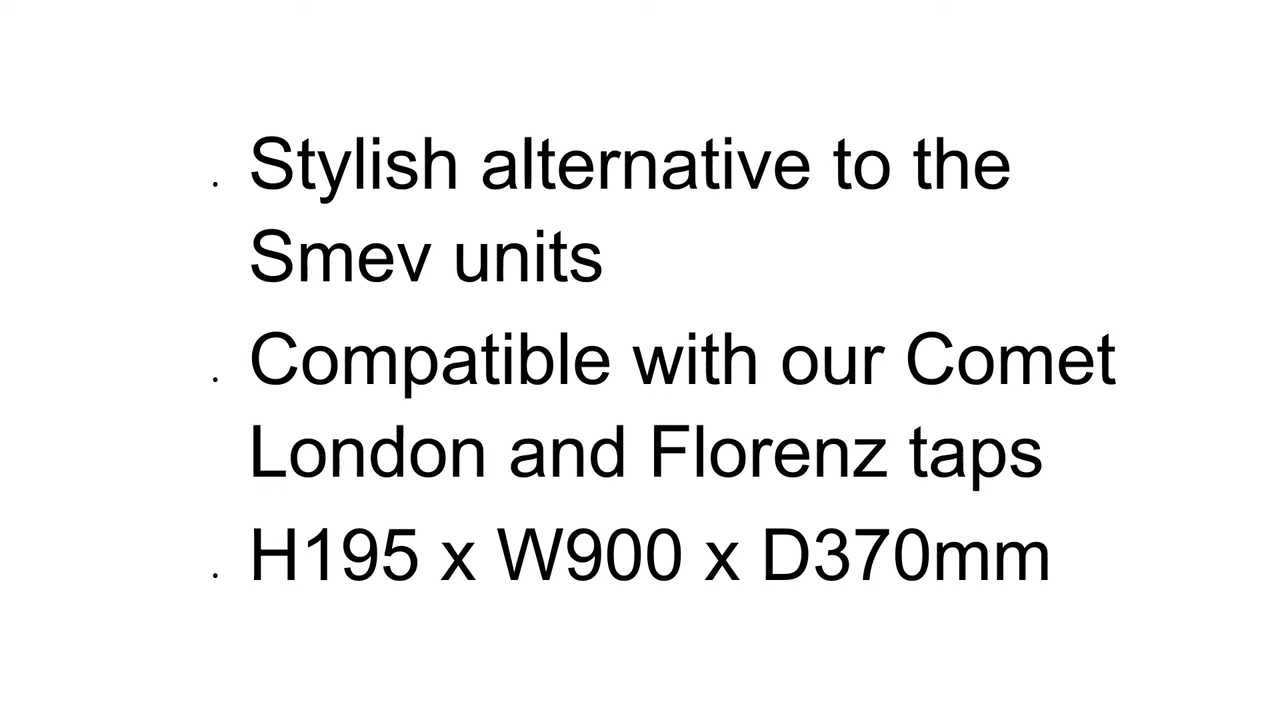 . Stylish alternative to the
Smev units
. Compatible with our Comet
London and Florenz taps
. H195 x W900 x D370mm